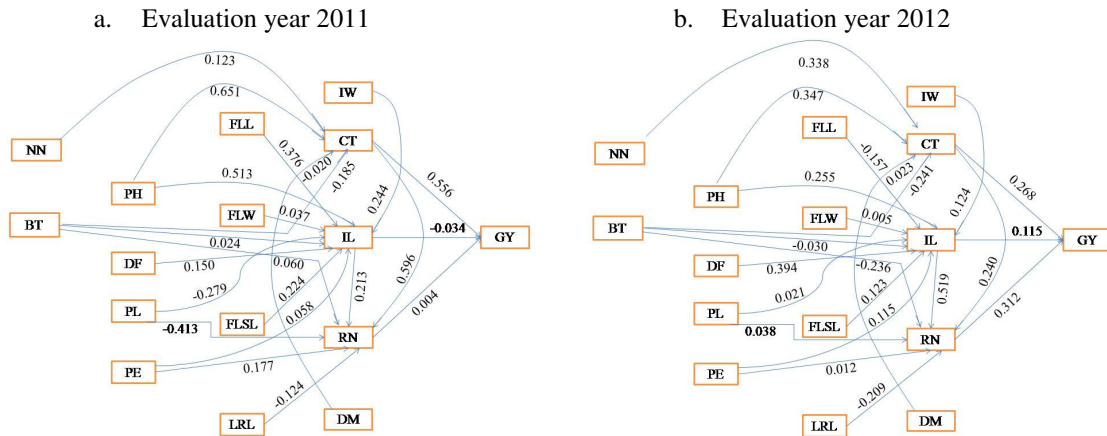 a. Evaluation year 2011
0.123
0.651
IW
FLL
CT
NN
0.376
-0.020
-0.185
0.513
0.244
0.556
PH
FLW
0.037
BT
IL
-0.034
GY
0.024
DF
0.150
0.060
0.213
0.596
-0.279
0.224
0.058
0.004
PL
-0.413
FLSL
RN
PE
0.177
-0.124
LRL
DM
b. Evaluation year 2012
0.338
0.347
IW
FLL
CT
NN
-0.157
0.023
-0.241
0.255
0.124
0.268
PH
FLW
0.005
BT
IL
0.115
GY
-0.030
DF
0.394
-0.236
0.519
0.240
0.021
0.123
0.115
0.312
PL
0.038
FLSL
RN
PE
0.012
-0.209
LRL
DM